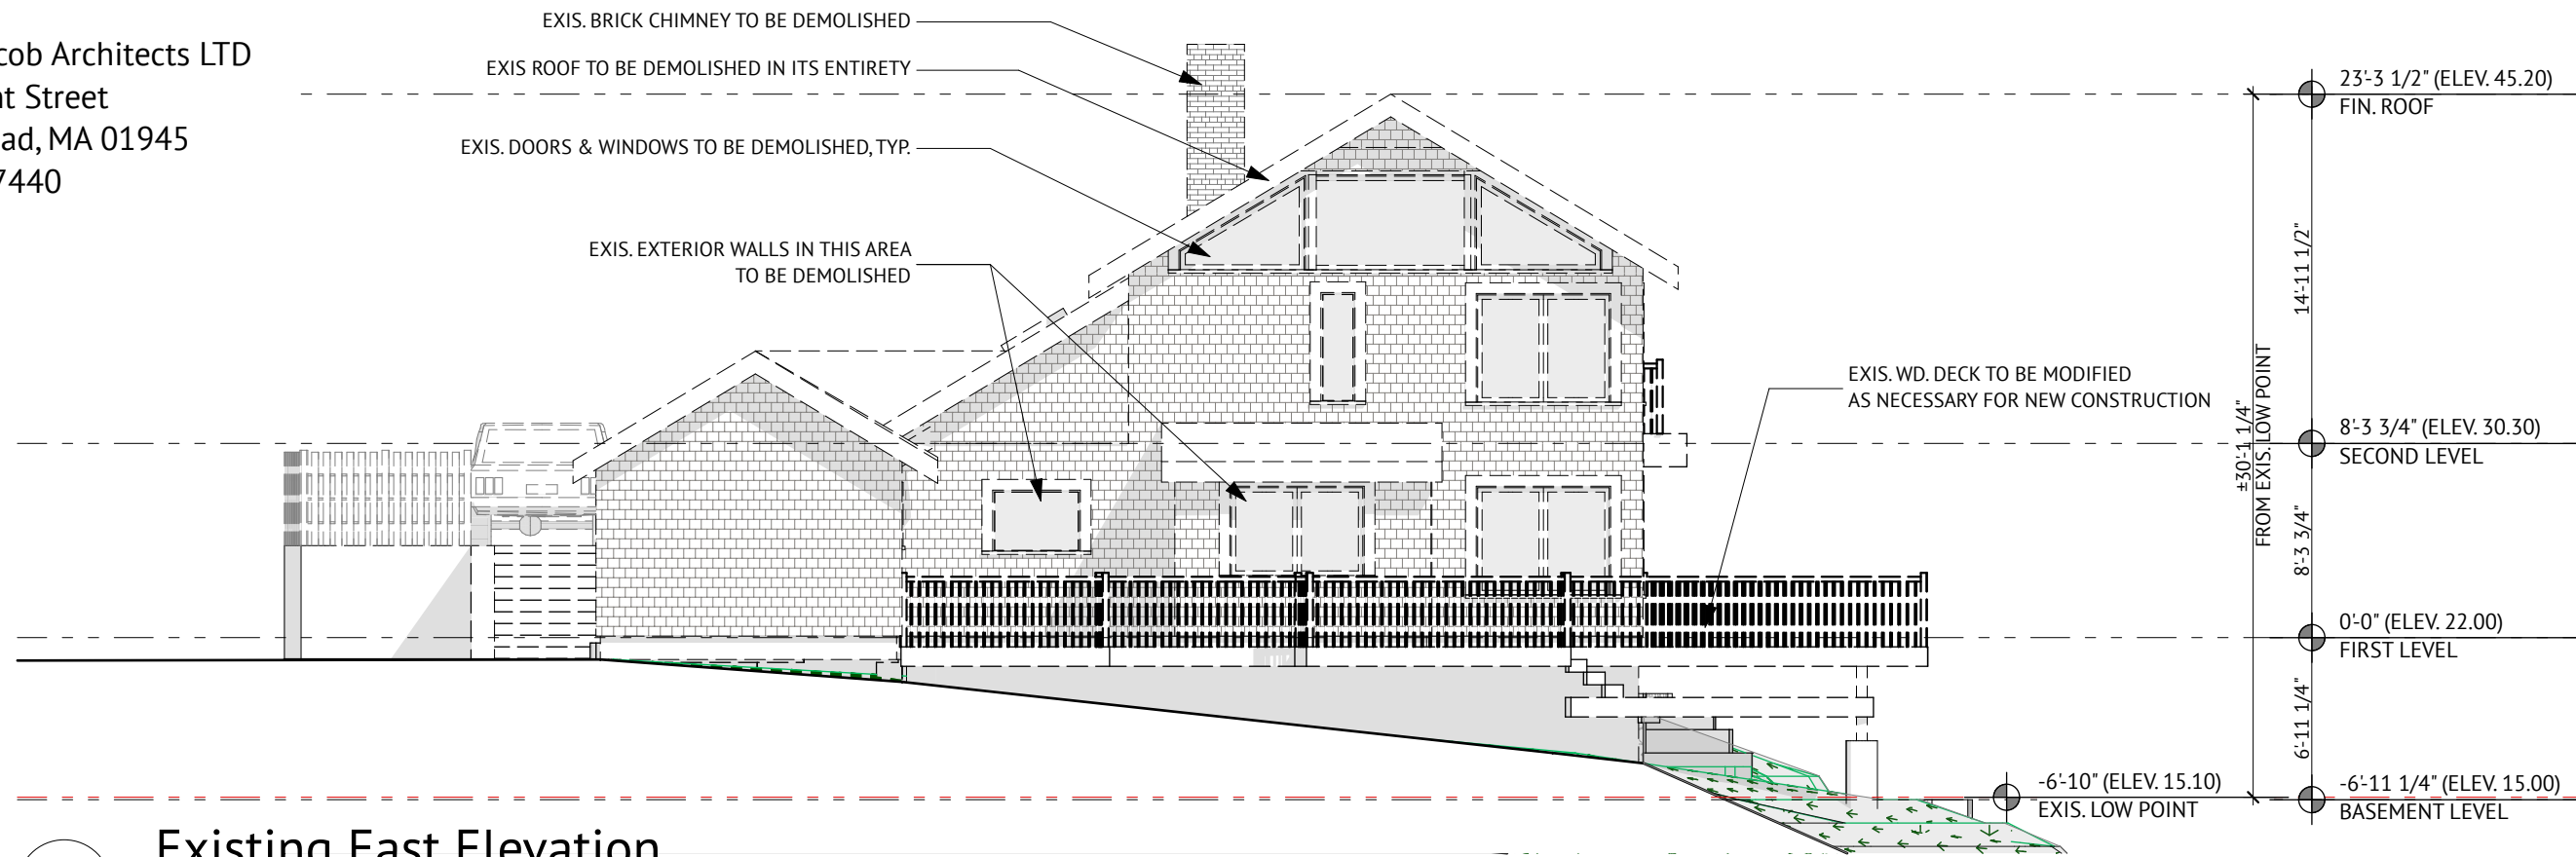 cob Architects LTD
nt Street
ad, MA 01945
7440
EXIS. BRICK CHIMNEY TO BE DEMOLISHED
EXIS ROOF TO BE DEMOLISHED IN ITS ENTIRETY
EXIS. DOORS & WINDOWS TO BE DEMOLISHED, TYP.
EXIS. EXTERIOR WALLS IN THIS AREA
TO BE DEMOLISHED
EXIS. WD. DECK TO BE MODIFIED
AS NECESSARY FOR NEW CONSTRUCTION
23'-3 1/2" (ELEV. 45.20)
FIN. ROOF
14'-11 1/2"
±30'-1 1/4"
FROM EXIS. LOW POINT
8'-3 3/4" (ELEV. 30.30)
SECOND LEVEL
8'-3 3/4"
0'-0" (ELEV. 22.00)
FIRST LEVEL
6'-11 1/4"
-6'-10" (ELEV. 15.10)
EXIS. LOW POINT
-6'-11 1/4" (ELEV. 15.00)
BASEMENT LEVEL
Existing East Elevation